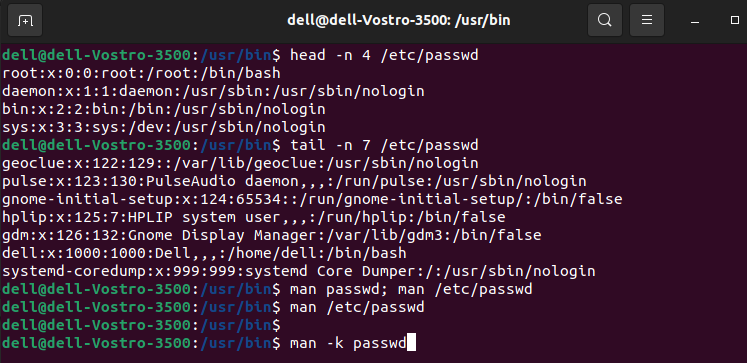 dell@dell-Vostro-3500: /usr/bin
dell@dell-Vostro-3500:/usr/bin$ head -n 4 /etc/passwd
root:x:0:0:root:/root:/bin/bash
daemon:x:1:1:daemon:/usr/sbin:/usr/sbin/nologin
bin:x:2:2:bin:/bin:/usr/sbin/nologin
sys:x:3:3:sys:/dev:/usr/sbin/nologin
dell@dell-Vostro-3500:/usr/bin$ tail -n 7 /etc/passwd
geoclue:x:122:129::/var/lib/geoclue:/usr/sbin/nologin
pulse:x:123:130:PulseAudio daemon,,,:/run/pulse:/usr/sbin/nologin
gnome-initial-setup:x:124:65534::/run/gnome-initial-setup/:/bin/false
hplip:x:125:7:HPLIP system user,,,:/run/hplip:/bin/false
gdm:x:126:132:Gnome Display Manager:/var/lib/gdm3:/bin/false
dell:x:1000:1000:Dell,,,:/home/dell:/bin/bash
systemd-coredump:x:999:999:systemd Core Dumper:/:/usr/sbin/nologin
dell@dell-Vostro-3500:/usr/bin$ man passwd; man /etc/passwd
dell@dell-Vostro-3500:/usr/bin$ man /etc/passwd
dell@dell-Vostro-3500:/usr/bin$
dell@dell-Vostro-3500:/usr/bin$ man -k passwd